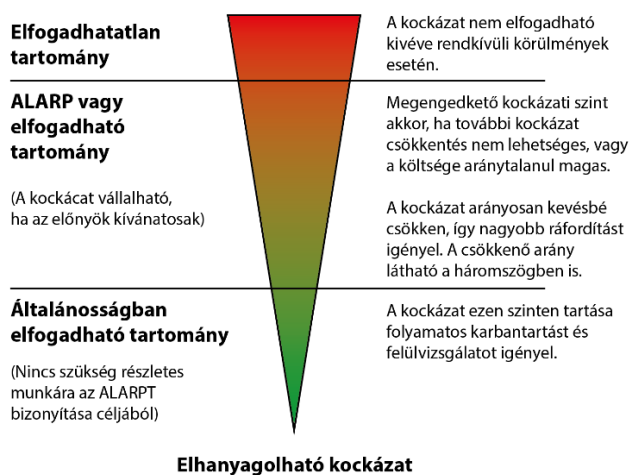 Elfogadhatatlan
tartomány
A kockázat nem elfogadható
kivéve rendkívüli körülmények
esetén.
ALARP vagy
elfogadható
tartomány
(A kockácat vállalható,
ha az előnyök kívánatosak)
Megengedkető kockázati szint
akkor, ha további kockázat
csökkentés nem lehetséges, vagy
a költsége aránytalanul magas.
A kockázat arányosan kevésbé
csökken, így nagyobb ráfordítást
igényel. A csökkenő arány
látható a háromszögben is.
Általánosságban
elfogadható tartomány
(Nincs szükség részletes
munkára az ALARPT
bizonyítása céljából)
A kockázat ezen szinten tartása
folyamatos karbantartást és
felülvizsgálatot igényel.
Elhanyagolható kockázat